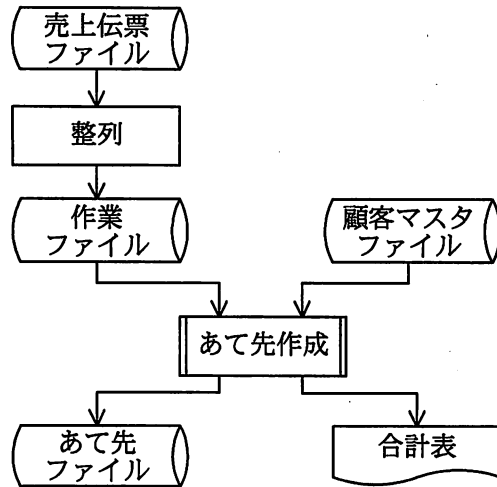 売上伝票
ファイル
整列
作業
ファイル
顧客マスタ
ファイル
あて先作成
あて先
ファイル
合計表